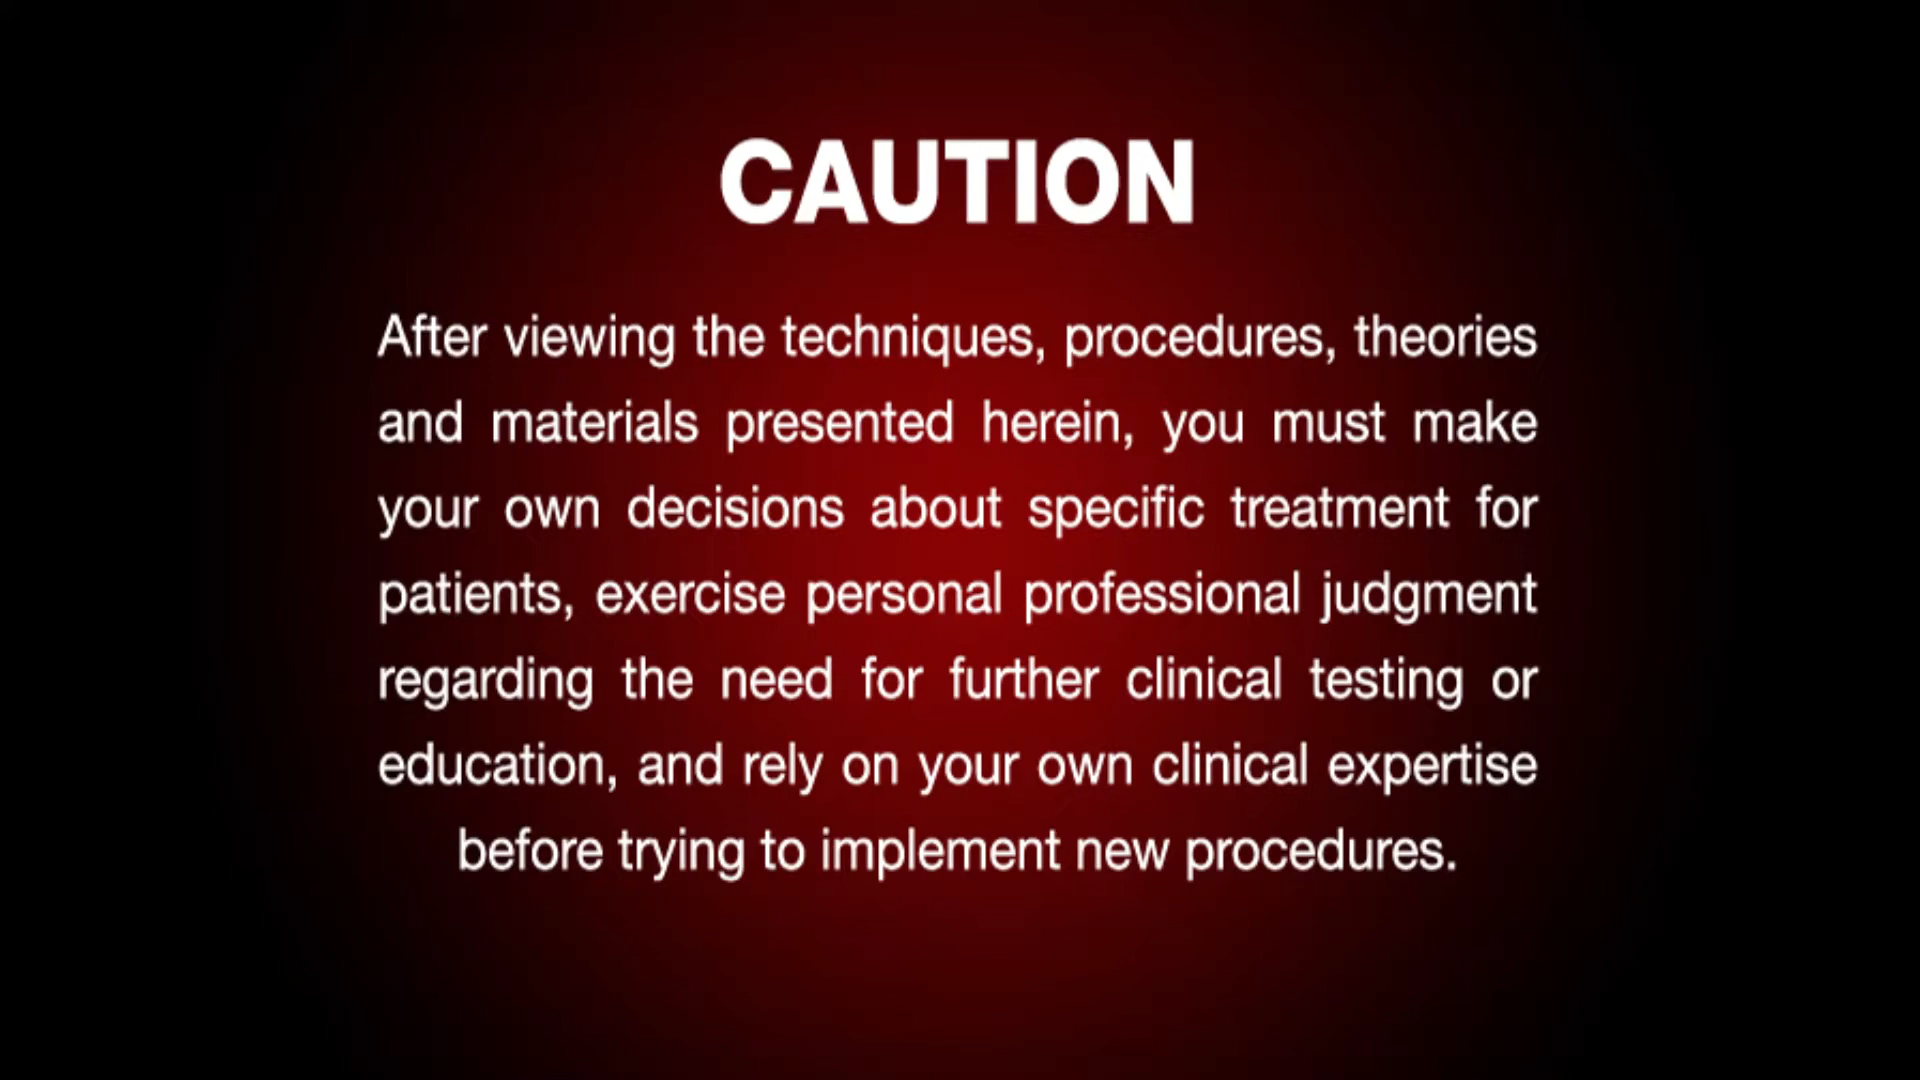 CAUTION
After viewing the techniques, procedures, theories
and materials presented herein, you must make
your own decisions about specific treatment for
patients, exercise personal professional judgment
regarding the need for further clinical testing or
education, and rely on your own clinical expertise
before trying to implement new procedures.